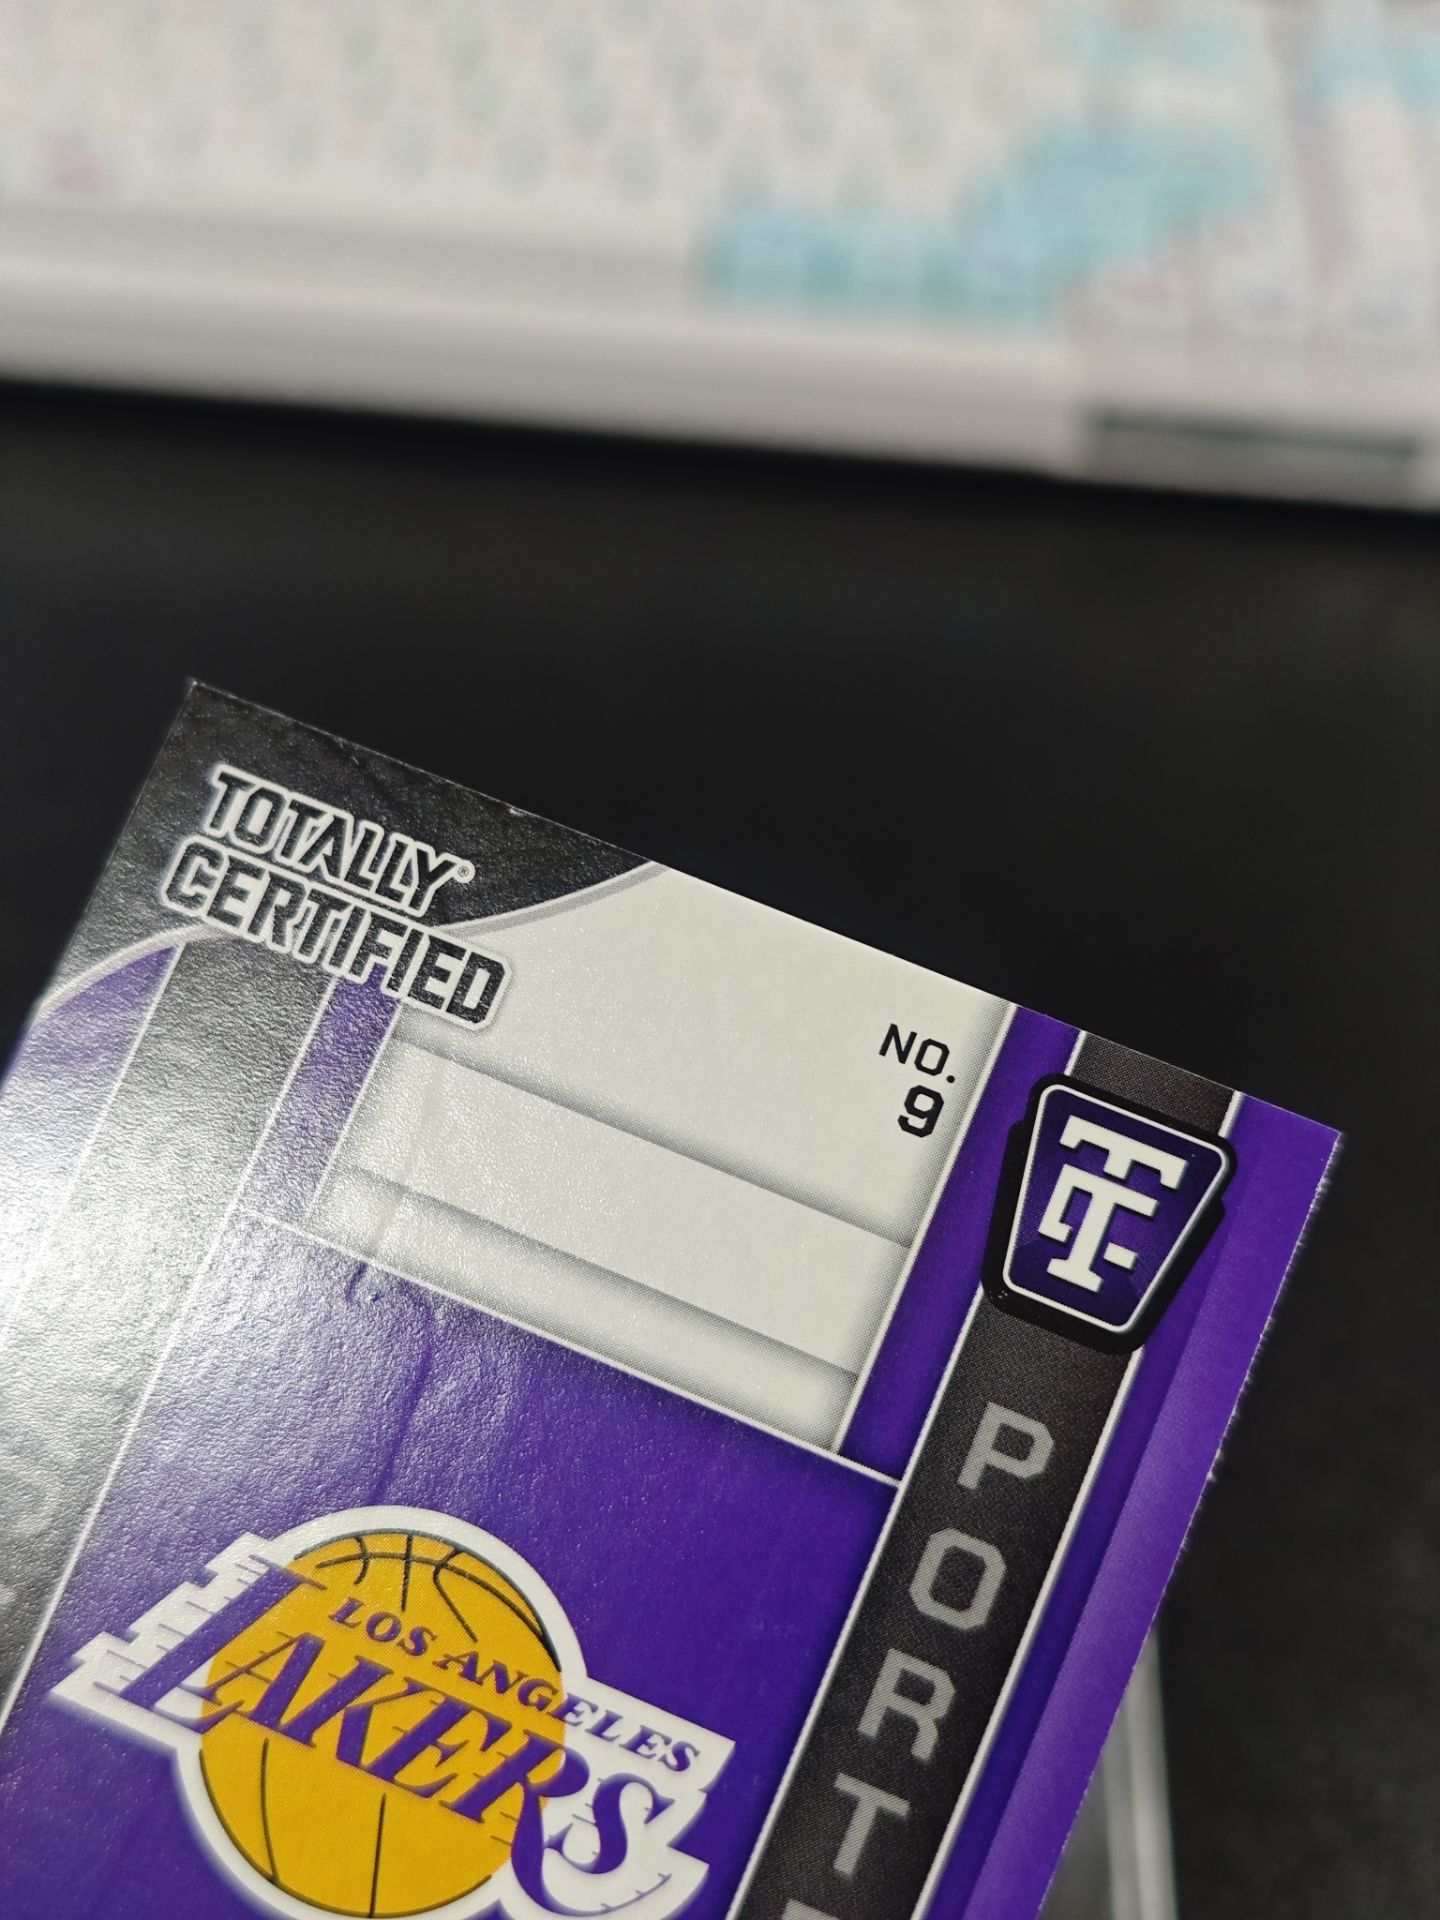 TOTALLY®
CERTIFIED
NO.
9
PORT
LOS ANGELES
LAKERS